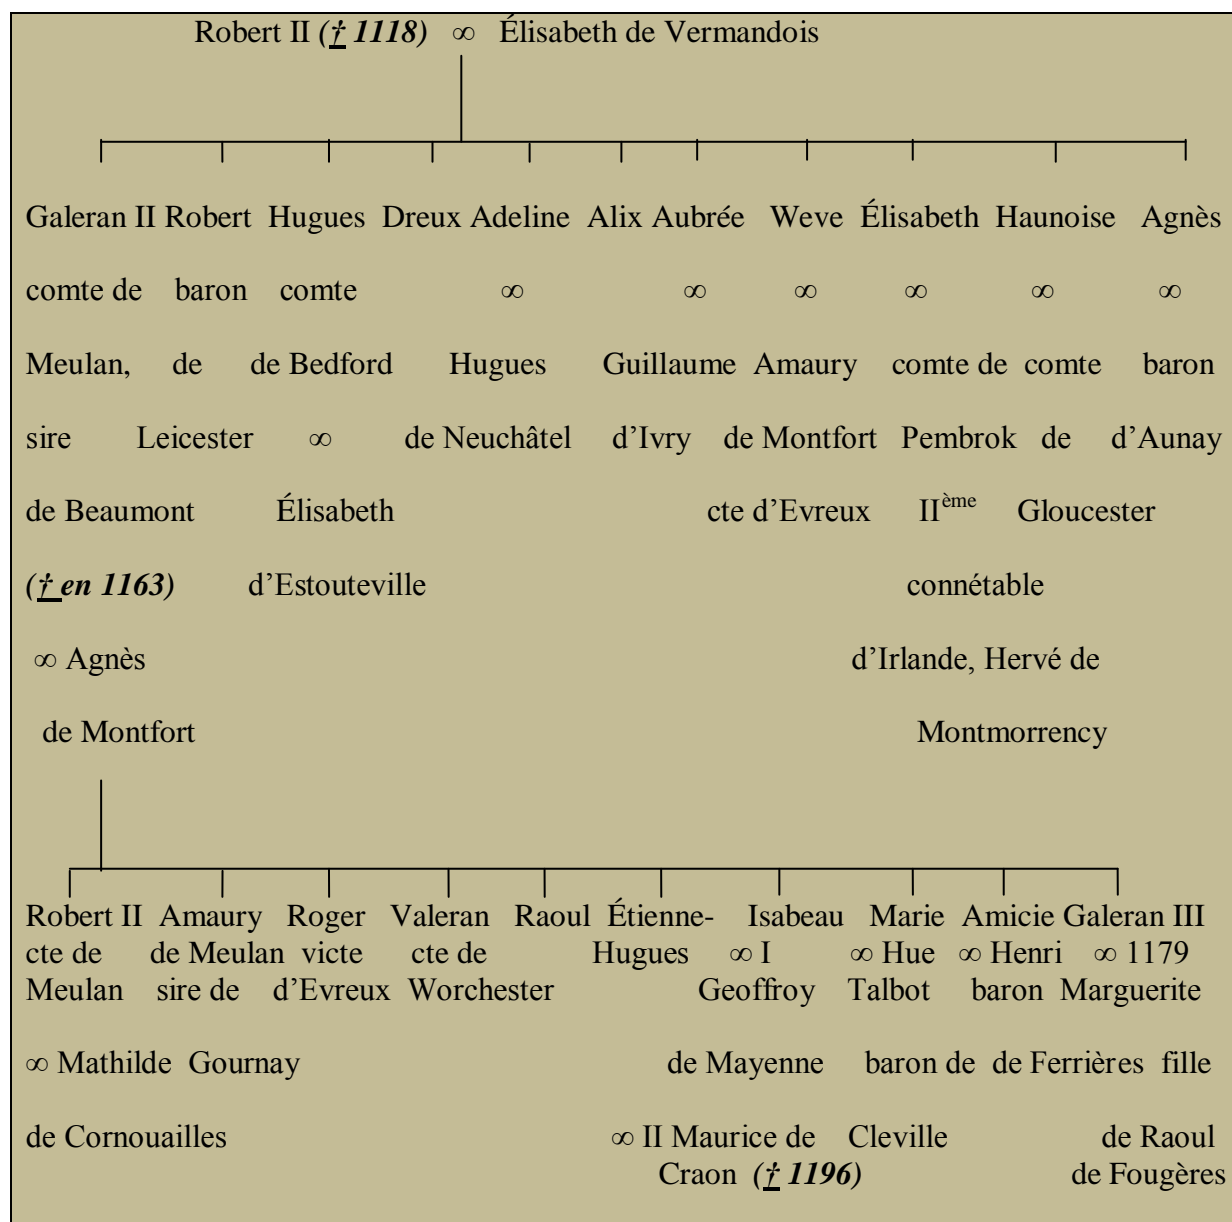 Robert II († 1118) ∞ Élisabeth de Vermandois
Galeran II Robert Hugues Dreux Adeline Alix Aubrée Weve Élisabeth Haunoise Agnès
comte de baron comte ∞ ∞ ∞ ∞ ∞ ∞
Meulan, de de Bedford Hugues Guillaume Amaury comte de comte baron
sire Leicester ∞ de Neuchâtel d’Ivry de Montfort Pembrok de d’Aunay
de Beaumont Élisabeth cte d’Evreux IIème Gloucester
(† en 1163) d’Estouteville connétable
∞ Agnès d’Irlande, Hervé de
de Montfort Montmorrency
Robert II Amaury Roger Valeran Raoul Étienne- Isabeau Marie Amicie Galeran III
cte de de Meulan victe cte de Hugues ∞ I ∞ Hue ∞ Henri ∞ 1179
Meulan sire de d’Evreux Worchester Geoffroy Talbot baron Marguerite
∞ Mathilde Gournay de Mayenne baron de de Ferrières fille
de Cornouailles ∞ II Maurice de Cleville de Raoul
Craon († 1196) de Fougères